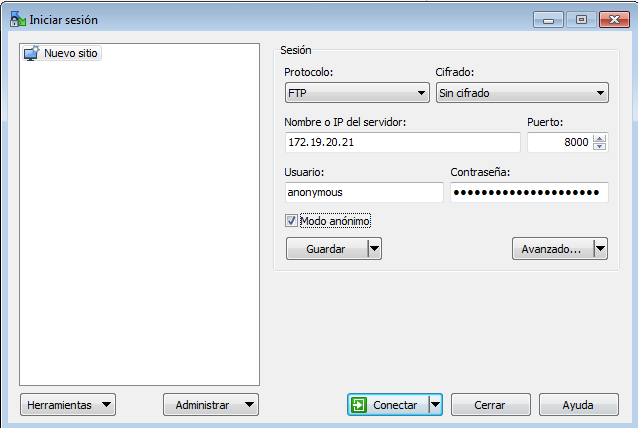 Iniciar sesión
Nuevo sitio
Sesión
Protocolo: Cifrado:
FTP Sin cifrado
Nombre o IP del servidor: Puerto:
172.19.20.21 8000
Usuario: Contraseña:
anonymous ●●●●●●●●●●●●●●●●●●●●●
Modo anónimo
Guardar Avanzado...
Herramientas Administrar Conectar Cerrar Ayuda